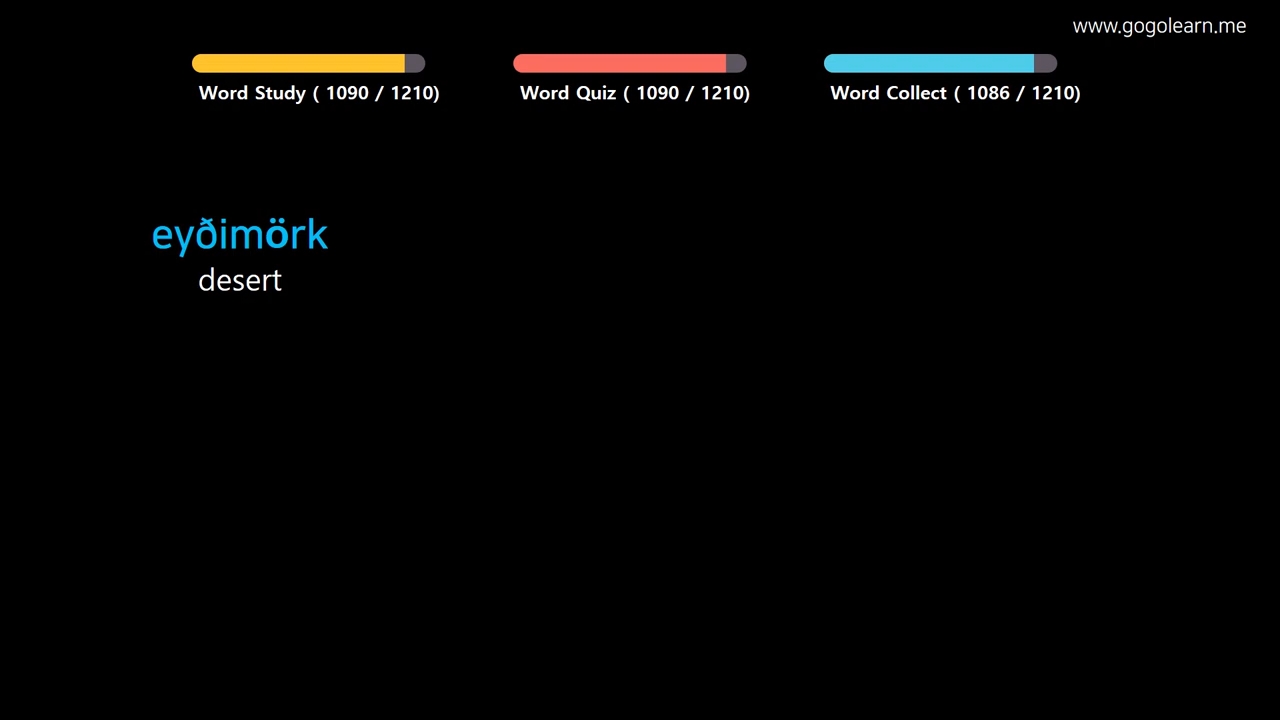 www.gogolearn.me
Word Study ( 1090 / 1210)
Word Quiz ( 1090 / 1210)
Word Collect ( 1086 / 1210)
eyðimörk
desert